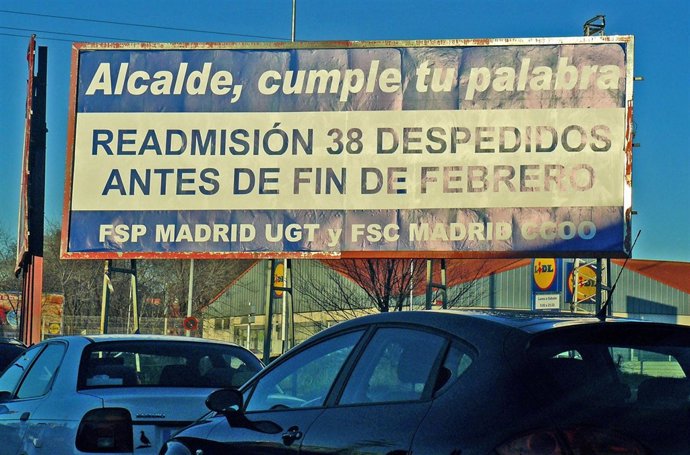 Alcalde, cumple tu palabra
READMISIÓN 38 DESPEDIDOS
ANTES DE FIN DE FEBRERO
FSP MADRID UGT y FSC MADRID CCOO
LIDL